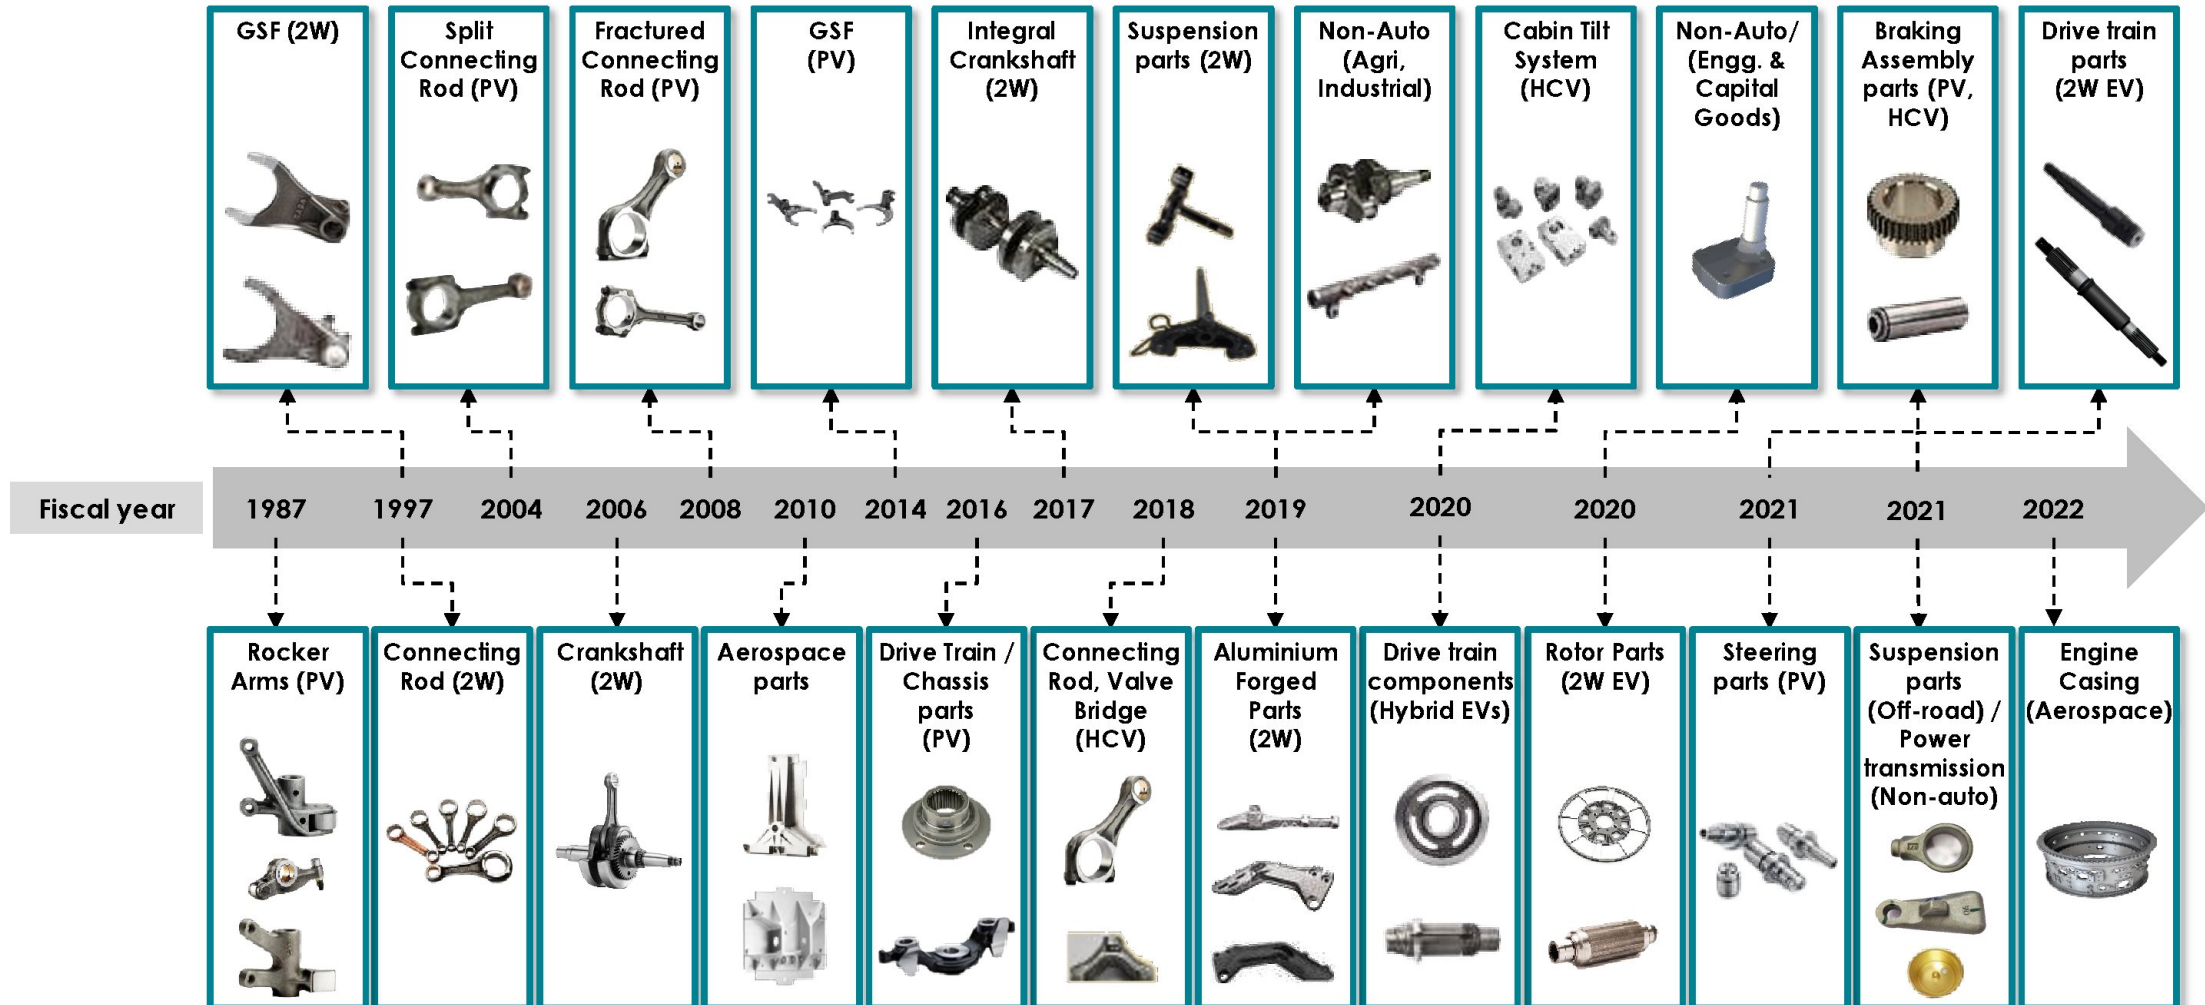 GSF (2W)
Split
Connecting
Rod (PV)
Fractured
Connecting
Rod (PV)
GSF
(PV)
Integral
Crankshaft
(2W)
Suspension
parts (2W)
Non-Auto
(Agri,
Industrial)
Cabin Tilt
System
(HCV)
Non-Auto/
(Engg. &
Capital
Goods)
Braking
Assembly
parts (PV,
HCV)
Drive train
parts
(2W EV)
Fiscal year
1987
1997
2004
2006
2008
2010
2014
2016
2017
2018
2019
2020
2020
2021
2021
2022
Rocker
Arms (PV)
Connecting
Rod (2W)
Crankshaft
(2W)
Aerospace
parts
Drive Train /
Chassis
parts
(PV)
Connecting
Rod, Valve
Bridge
(HCV)
Aluminium
Forged
Parts
(2W)
Drive train
components
(Hybrid EVs)
Rotor Parts
(2W EV)
Steering
parts (PV)
Suspension
parts
(Off-road) /
Power
transmission
(Non-auto)
Engine
Casing
(Aerospace)